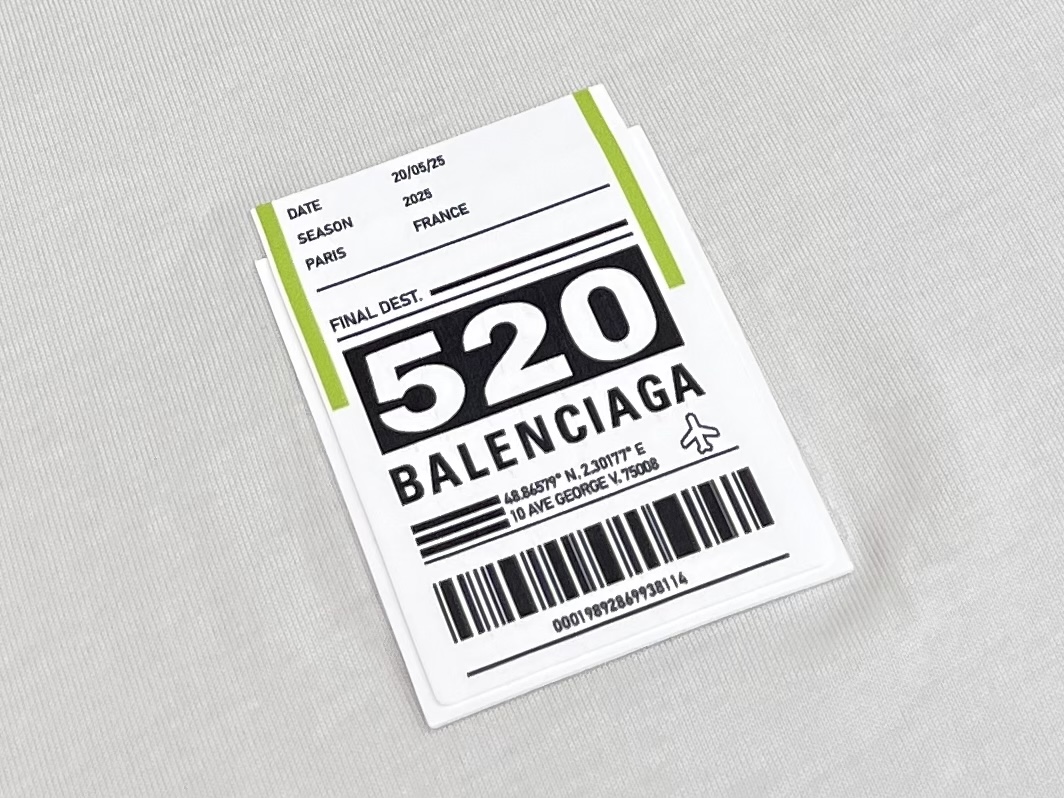 DATE 20/05/25
SEASON 2025
PARIS FRANCE
FINAL DEST.
520
BALENCIAGA
48.86579° N. 2.30177° E
10 AVE GEORGE V. 75008
00019892869938114